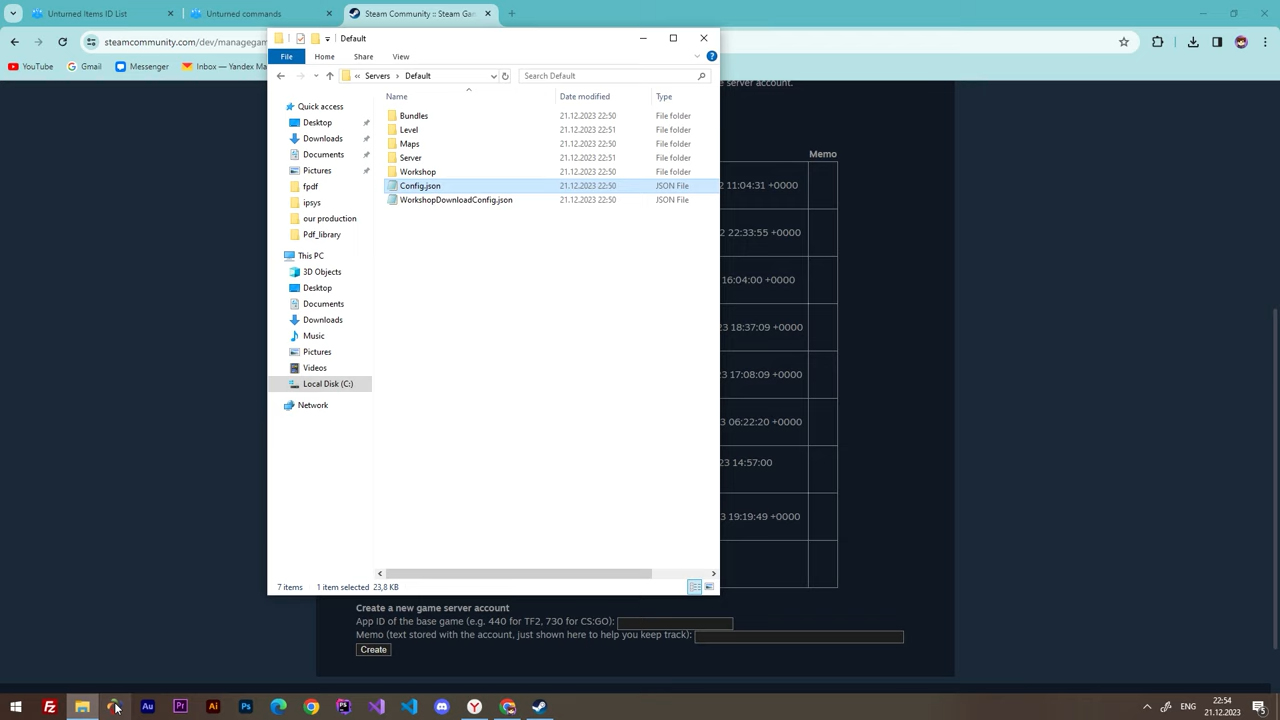 Unturned Items ID List
Unturned commands
Steam Community :: Steam Gam
steamcommunity.com/dev/managegam
YouTube
Gmail
Messenger
Inbox — Yandex Ma
Default
File
Home
Share
View
Servers
Default
Search Default
Name
Date modified
Type
Bundles
21.12.2023 22:50
File folder
Level
21.12.2023 22:51
File folder
Maps
21.12.2023 22:50
File folder
Server
21.12.2023 22:51
File folder
Workshop
21.12.2023 22:50
File folder
Config.json
21.12.2023 22:50
JSON File
WorkshopDownloadConfig.json
21.12.2023 22:50
JSON File
Quick access
Desktop
Downloads
Documents
Pictures
fpdf
ipsys
our production
Pdf_library
This PC
3D Objects
Desktop
Documents
Downloads
Music
Pictures
Videos
Local Disk (C:)
Network
7 items
1 item selected 23,8 KB
e server account.
Memo
2 11:04:31 +0000
2 22:33:55 +0000
16:04:00 +0000
23 18:37:09 +0000
23 17:08:09 +0000
23 06:22:20 +0000
23 14:57:00
3 19:19:49 +0000
Create a new game server account
App ID of the base game (e.g. 440 for TF2, 730 for CS:GO):
Memo (text stored with the account, just shown here to help you keep track):
Create
ENG
22:54
21.12.2023